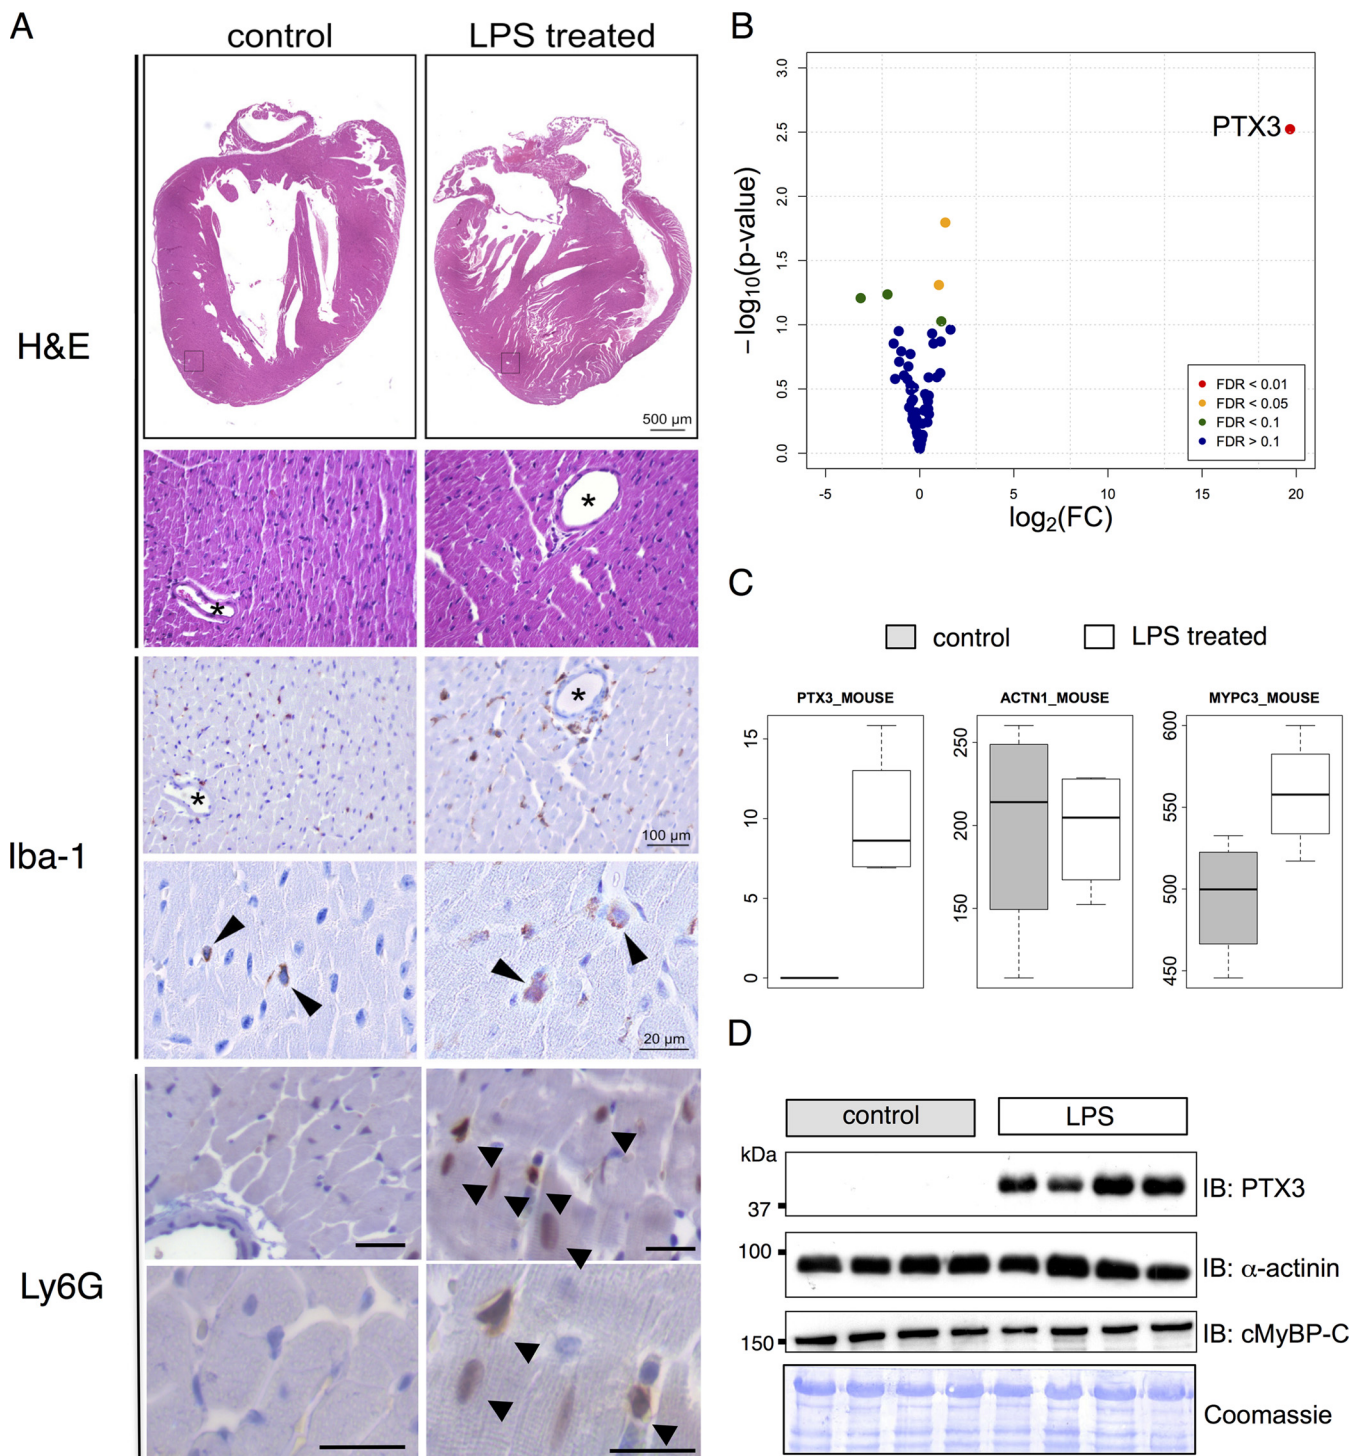 A
control
LPS treated
H&E
500 µm
*
*
Iba-1
*
*
100 µm
20 µm
Ly6G
B
3.0
2.5
2.0
1.5
1.0
0.5
0.0
−log10(p-value)
PTX3
FDR < 0.01
FDR < 0.05
FDR < 0.1
FDR > 0.1
-5
0
5
10
15
20
log2(FC)
C
control
LPS treated
PTX3_MOUSE
15
10
5
0
ACTN1_MOUSE
250
200
150
MYPC3_MOUSE
600
550
500
450
D
control
LPS
kDa
37
IB: PTX3
100
IB: α-actinin
150
IB: cMyBP-C
Coomassie